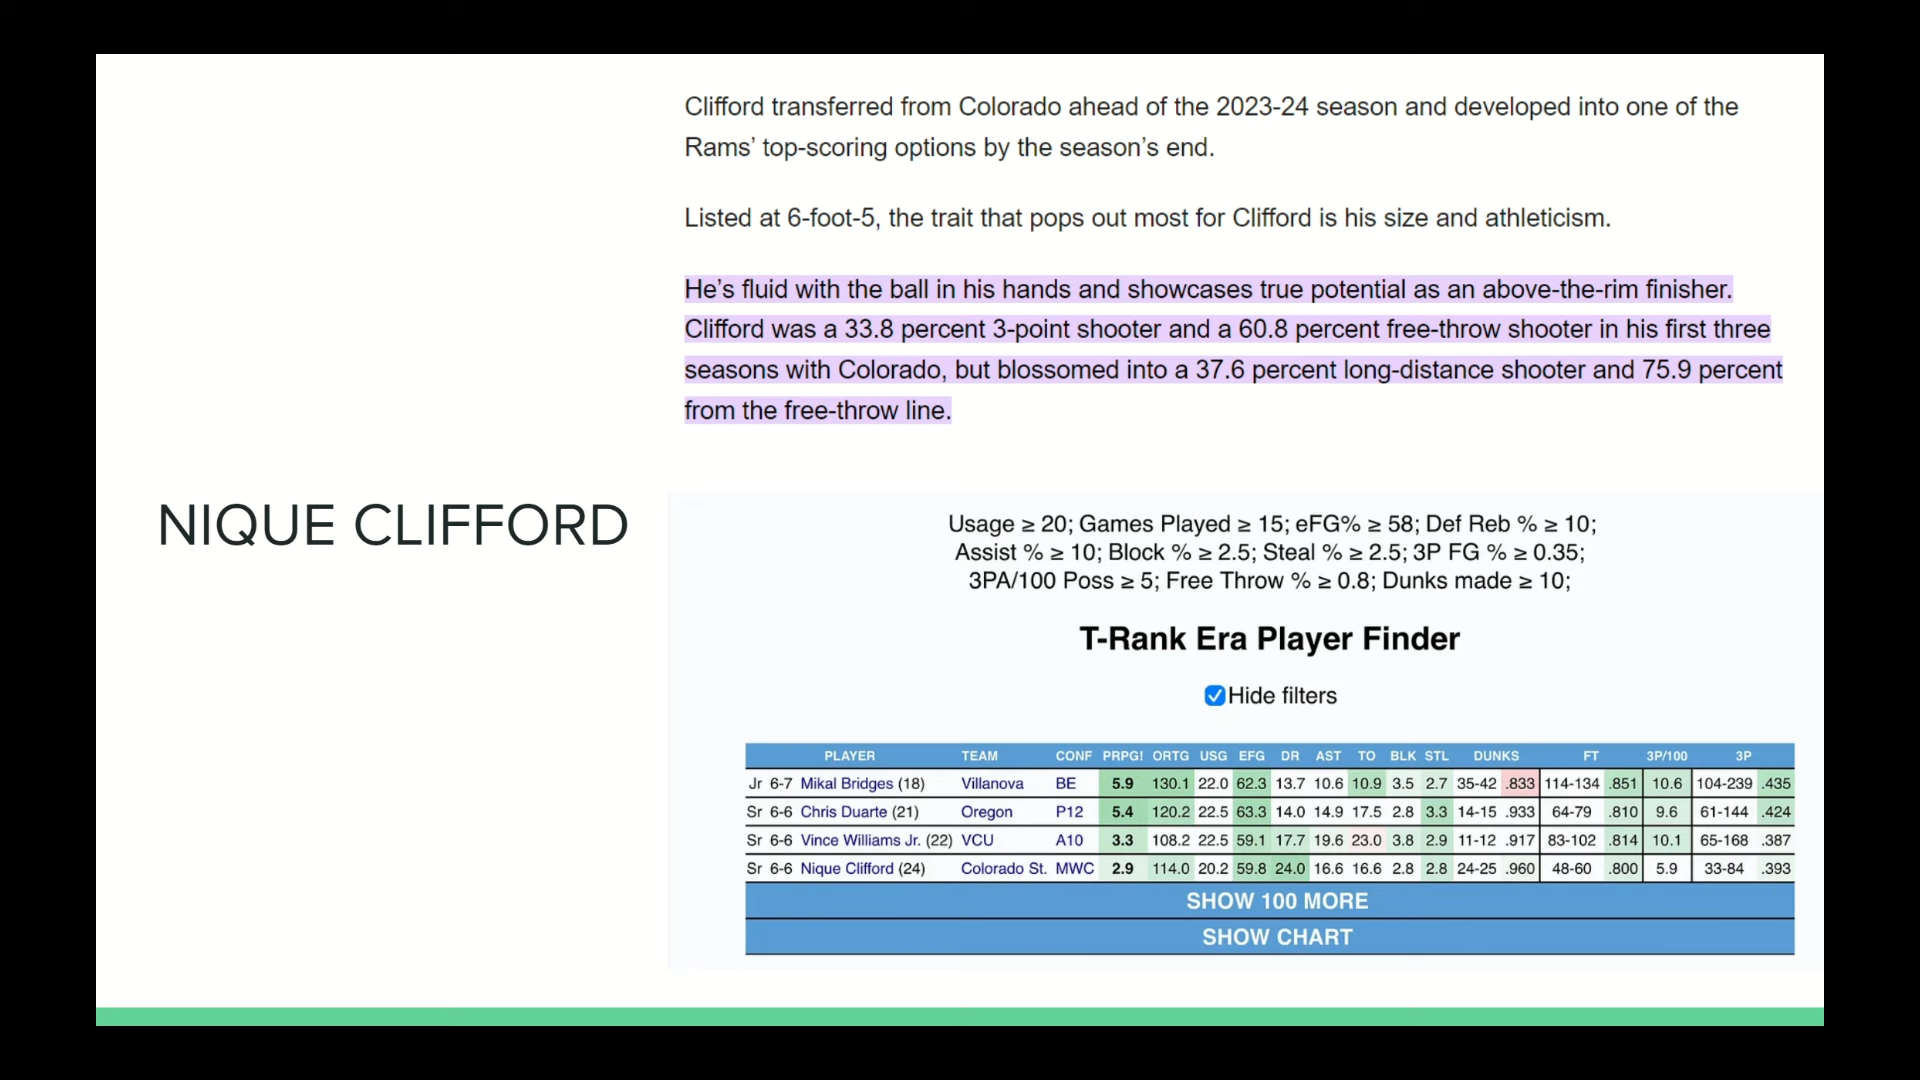 Clifford transferred from Colorado ahead of the 2023-24 season and developed into one of the
Rams’ top-scoring options by the season’s end.
Listed at 6-foot-5, the trait that pops out most for Clifford is his size and athleticism.
He’s fluid with the ball in his hands and showcases true potential as an above-the-rim finisher.
Clifford was a 33.8 percent 3-point shooter and a 60.8 percent free-throw shooter in his first three
seasons with Colorado, but blossomed into a 37.6 percent long-distance shooter and 75.9 percent
from the free-throw line.
NIQUE CLIFFORD
Usage ≥ 20; Games Played ≥ 15; eFG% ≥ 58; Def Reb % ≥ 10;
Assist % ≥ 10; Block % ≥ 2.5; Steal % ≥ 2.5; 3P FG % ≥ 0.35;
3PA/100 Poss ≥ 5; Free Throw % ≥ 0.8; Dunks made ≥ 10;
T-Rank Era Player Finder
Hide filters
PLAYER TEAM CONF PRPG! ORTG USG EFG DR AST TO BLK STL DUNKS FT 3P/100 3P
Jr 6-7 Mikal Bridges (18) Villanova BE 5.9 130.1 22.0 62.3 13.7 10.6 10.9 3.5 2.7 35-42 .833 114-134 .851 10.6 104-239 .435
Sr 6-6 Chris Duarte (21) Oregon P12 5.4 120.2 22.5 63.3 14.0 14.9 17.5 2.8 3.3 14-15 .933 64-79 .810 9.6 61-144 .424
Sr 6-6 Vince Williams Jr. (22) VCU A10 3.3 108.2 22.5 59.1 17.7 19.6 23.0 3.8 2.9 11-12 .917 83-102 .814 10.1 65-168 .387
Sr 6-6 Nique Clifford (24) Colorado St. MWC 2.9 114.0 20.2 59.8 24.0 16.6 16.6 2.8 2.8 24-25 .960 48-60 .800 5.9 33-84 .393
SHOW 100 MORE
SHOW CHART